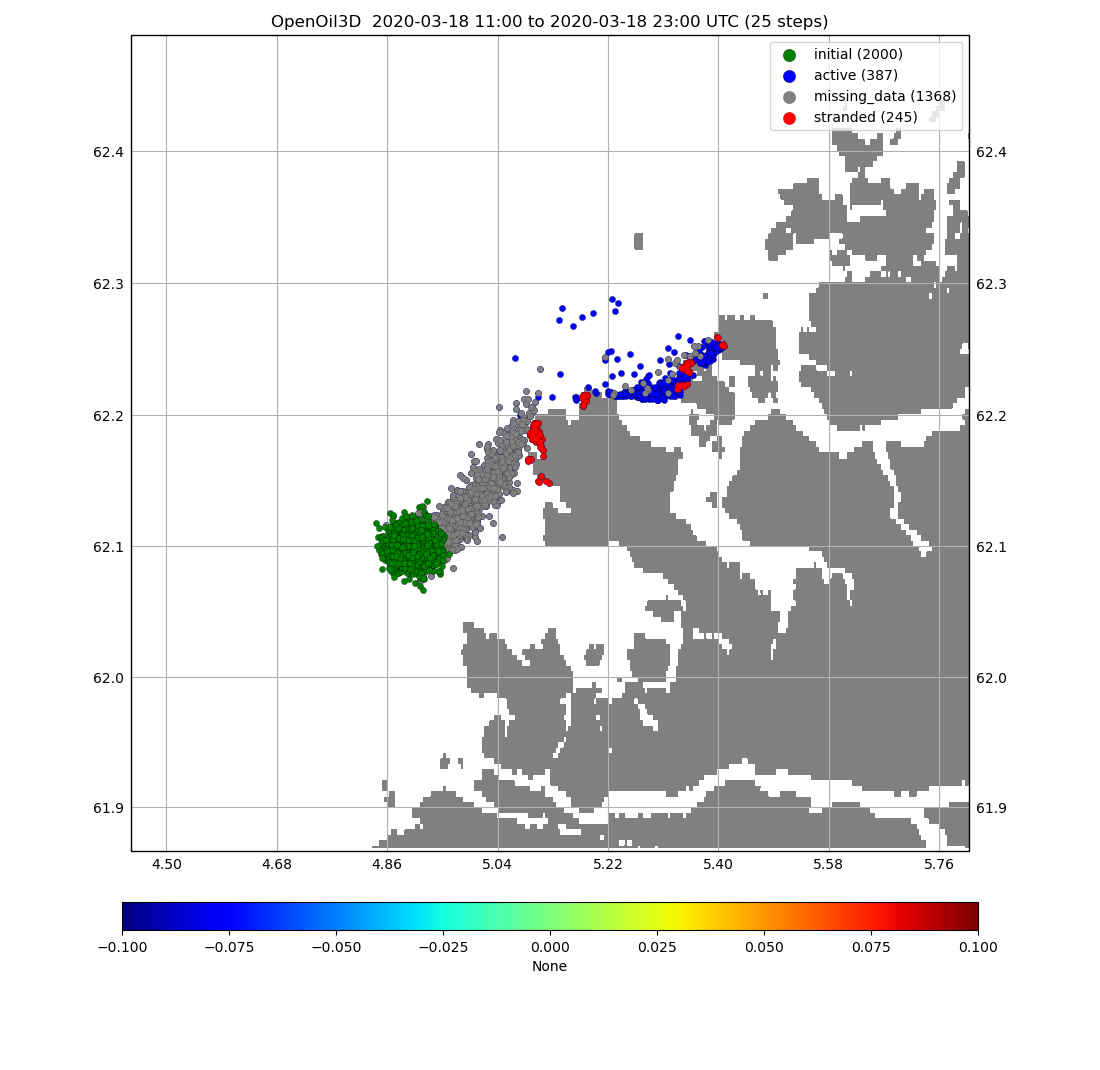 OpenOil3D  2020-03-18 11:00 to 2020-03-18 23:00 UTC (25 steps)
initial (2000)
active (387)
missing_data (1368)
stranded (245)
62.4 62.4
62.3 62.3
62.2 62.2
62.1 62.1
62.0 62.0
61.9 61.9
4.50 4.68 4.86 5.04 5.22 5.40 5.58 5.76
−0.100 −0.075 −0.050 −0.025 0.000 0.025 0.050 0.075 0.100
None